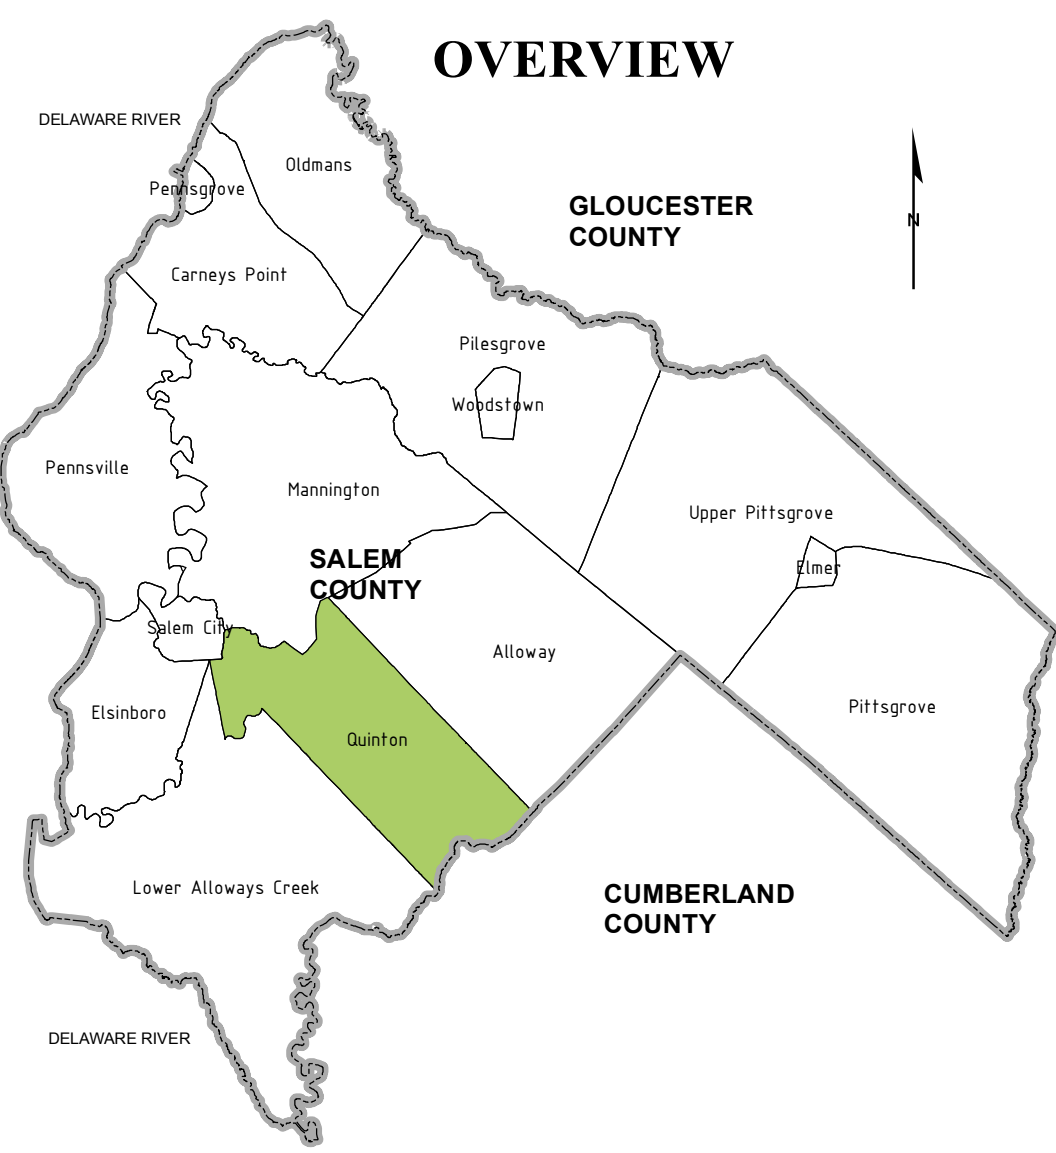 OVERVIEW
DELAWARE RIVER
Oldmans
Pennsgrove
GLOUCESTER
COUNTY
N
Carneys Point
Pilesgrove
Woodstown
Pennsville
Mannington
Upper Pittsgrove
SALEM
COUNTY
Elmer
Salem City
Alloway
Elsinboro
Pittsgrove
Quinton
Lower Alloways Creek
CUMBERLAND
COUNTY
DELAWARE RIVER